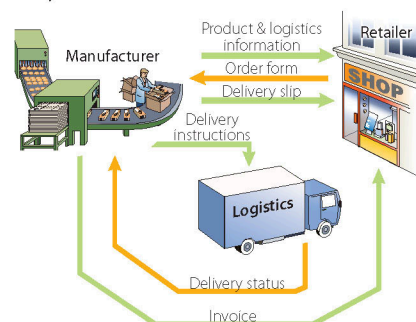 Manufacturer
Product & logistics
information
Retailer
Order form
SHOP
Delivery slip
Delivery
instructions
Logistics
Delivery status
Invoice